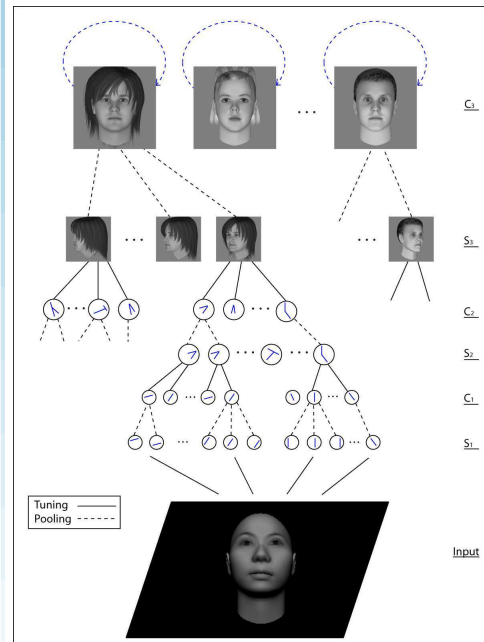 C3
S3
C2
S2
C1
S1
Tuning
Pooling
Input